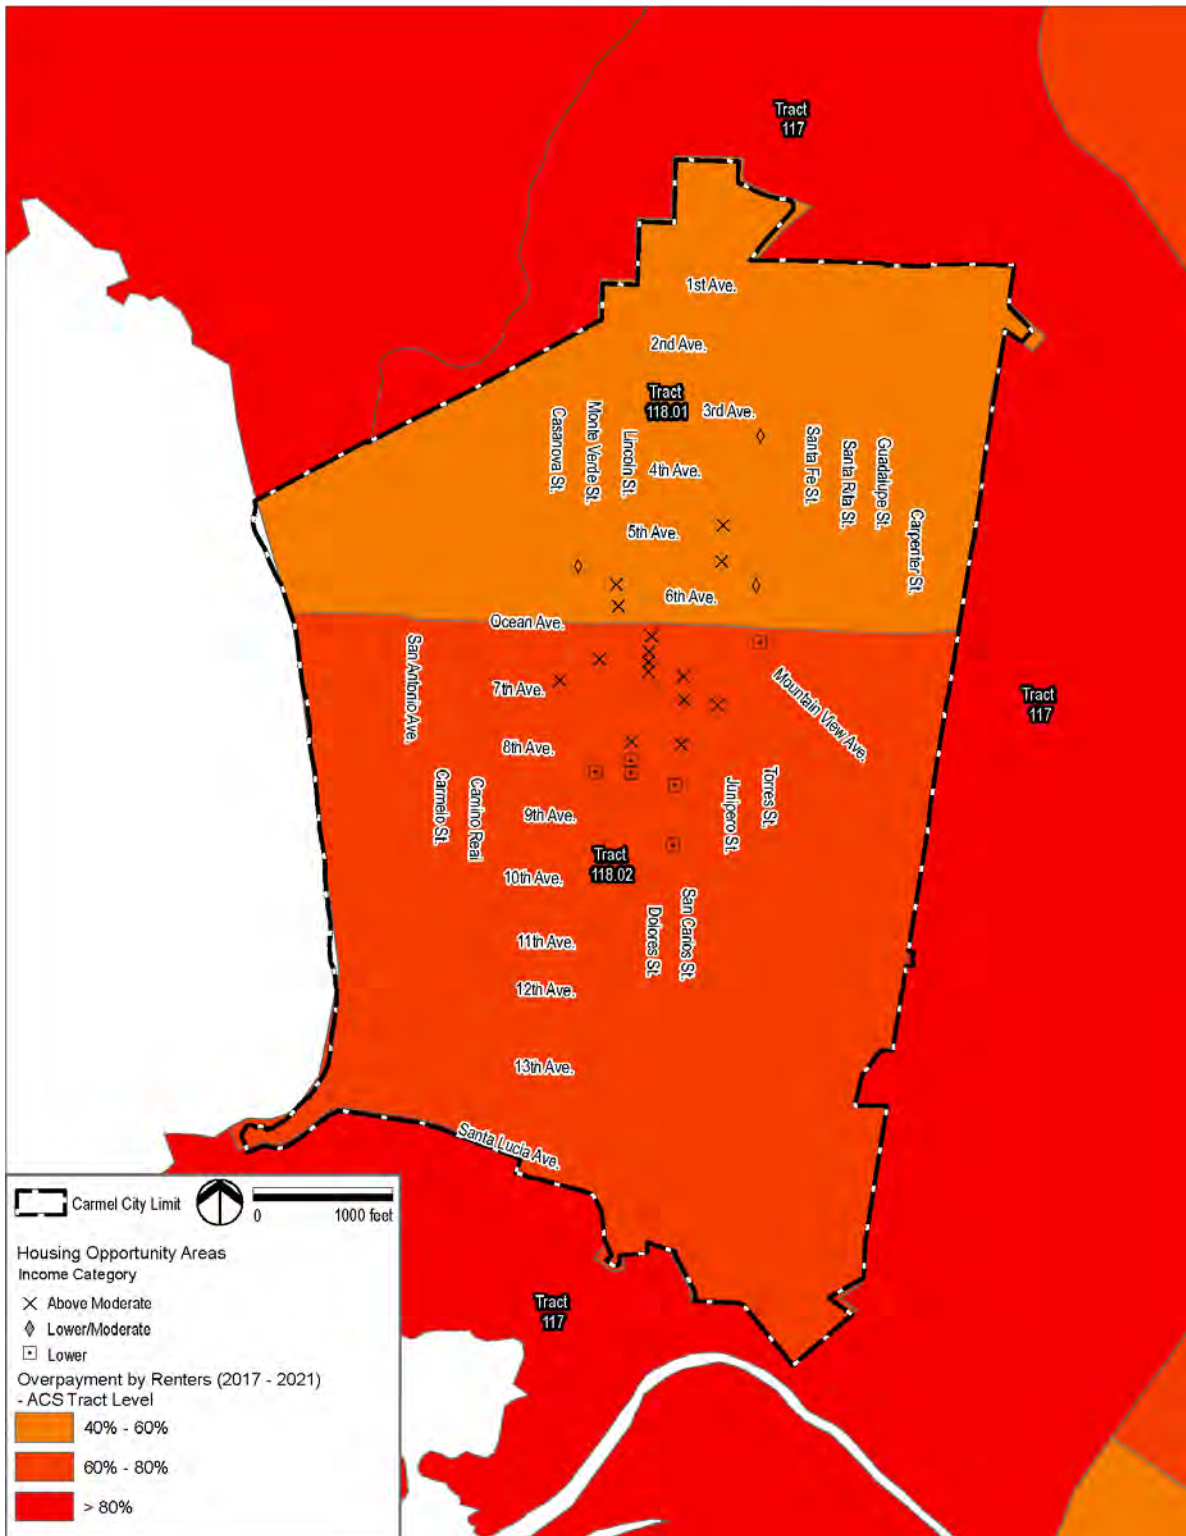 Tract
117
1st Ave.
2nd Ave.
Tract
118.01
3rd Ave.
Casanova St.
Monte Verde St.
Lincoln St.
4th Ave.
Santa Fe St.
Santa Rita St.
Guadalupe St.
Carpenter St.
5th Ave.
6th Ave.
Ocean Ave.
San Antonio Ave.
7th Ave.
Mountain View Ave.
Tract
117
8th Ave.
Carmelo St.
Camino Real
Junipero St.
Torres St.
9th Ave.
Tract
118.02
10th Ave.
Dolores St.
San Carlos St.
11th Ave.
12th Ave.
13th Ave.
Santa Lucia Ave.
Tract
117
Carmel City Limit
0 1000 feet
Housing Opportunity Areas
Income Category
Above Moderate
Lower/Moderate
Lower
Overpayment by Renters (2017 - 2021)
- ACS Tract Level
40% - 60%
60% - 80%
> 80%